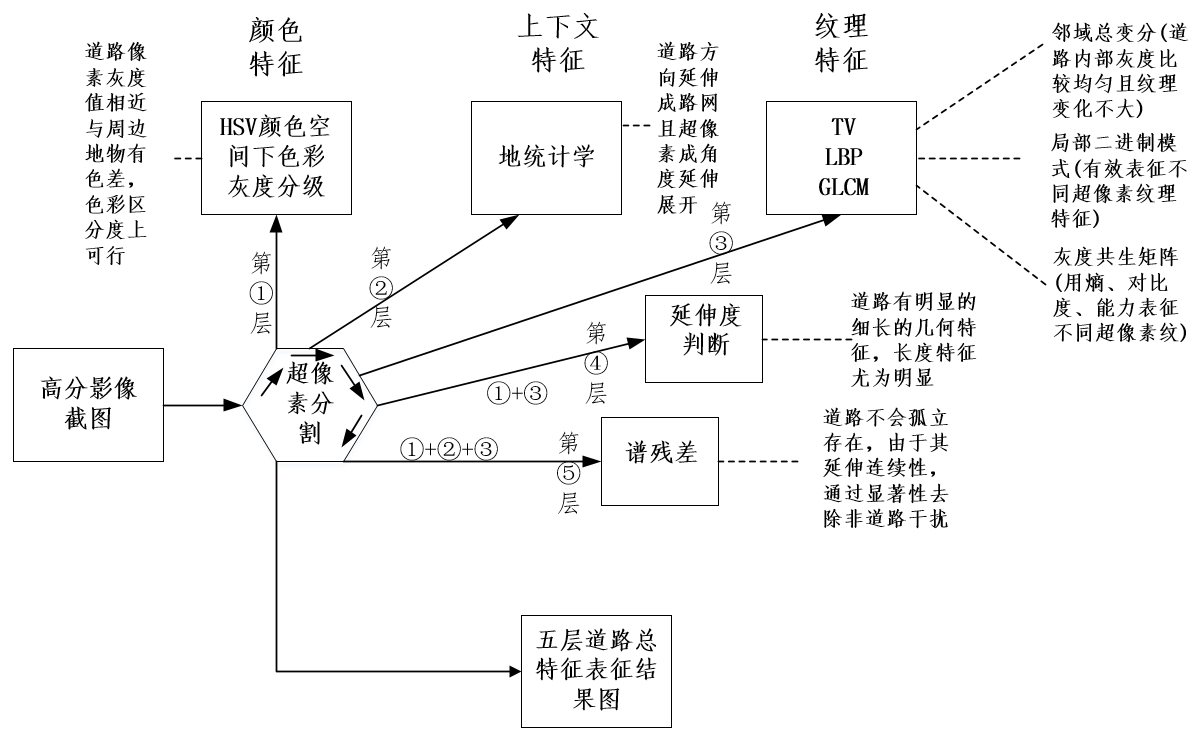 颜色
特征
上下文
特征
纹理
特征
道路像
素灰度
值相近
与周边
地物有
色差，
色彩区
分度上
可行
HSV颜色空
间下色彩
灰度分级
地统计学
道路方
向延伸
成路网
且超像
素成角
度延伸
展开
TV
LBP
GLCM
邻域总变分(道
路内部灰度比
较均匀且纹理
变化不大)
局部二进制模
式(有效表征不
同超像素纹理
特征)
灰度共生矩阵
(用熵、对比
度、能力表征
不同超像素纹)
第
①
层
第
②
层
第
③
层
第
④
层
①+③
延伸度
判断
道路有明显的
细长的几何特
征，长度特征
尤为明显
高分影像
截图
超像
素分
割
①+②+③
第
⑤
层
谱残差
道路不会孤立
存在，由于其
延伸连续性，
通过显著性去
除非道路干扰
五层道路总
特征表征结
果图